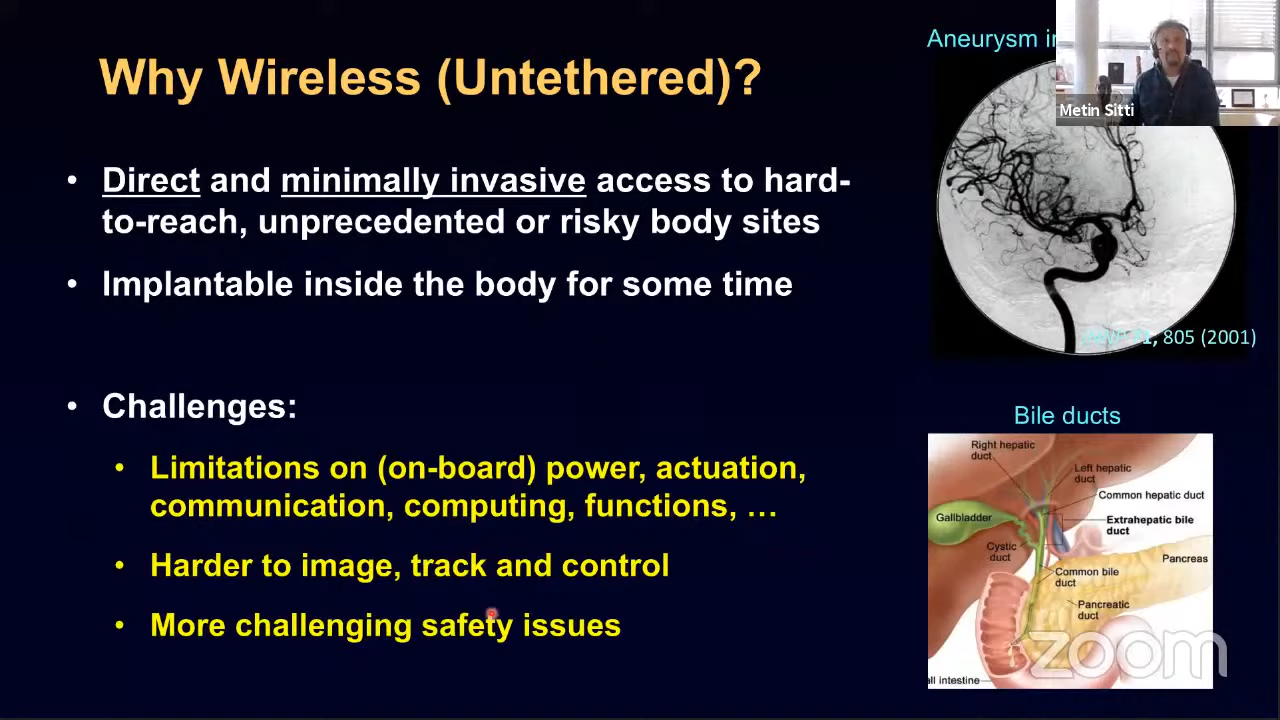 Why Wireless (Untethered)?
Aneurysm in
Metin Sitti
• Direct and minimally invasive access to hard-
to-reach, unprecedented or risky body sites
• Implantable inside the body for some time
805 (2001)
• Challenges:
• Limitations on (on-board) power, actuation,
communication, computing, functions, …
• Harder to image, track and control
• More challenging safety issues
Bile ducts
Right hepatic
duct
Left hepatic
duct
Common hepatic duct
Gallbladder
Extrahepatic bile
duct
Cystic
duct
Pancreas
Common bile
duct
Pancreatic
duct
intestine
zoom